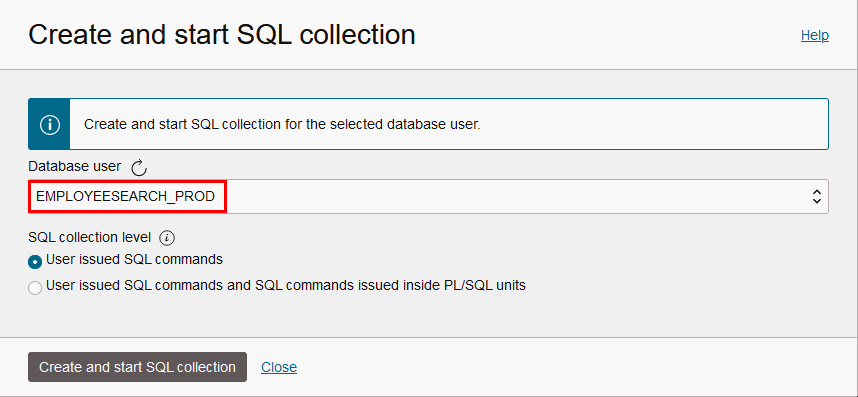 Create and start SQL collection
Help
Create and start SQL collection for the selected database user.
Database user
EMPLOYEESEARCH_PROD
SQL collection level
User issued SQL commands
User issued SQL commands and SQL commands issued inside PL/SQL units
Create and start SQL collection
Close